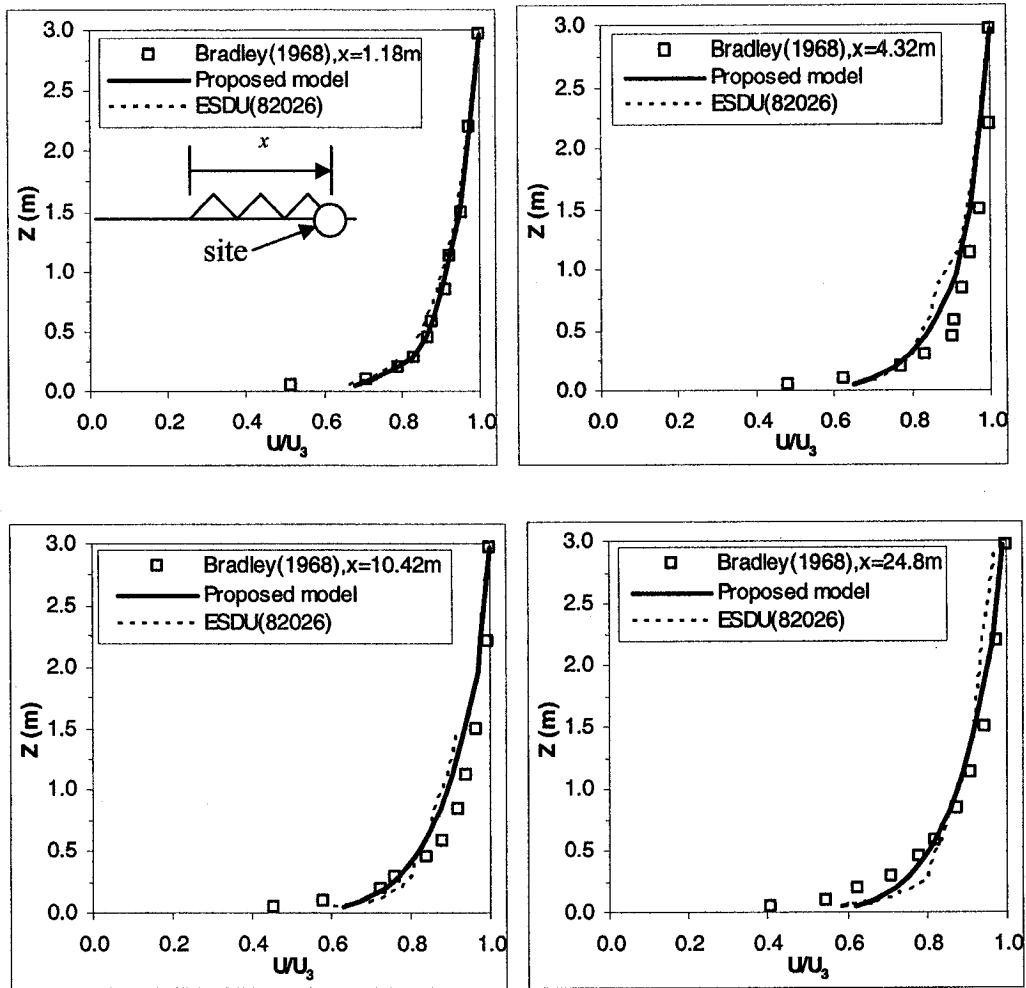 Bradley(1968),x=1.18m
Proposed model
ESDU(82026)
x
site
Z (m)
3.0
2.5
2.0
1.5
1.0
0.5
0.0
0.0 0.2 0.4 0.6 0.8 1.0
U/U3
Bradley(1968),x=4.32m
Proposed model
ESDU(82026)
Z (m)
3.0
2.5
2.0
1.5
1.0
0.5
0.0
0.0 0.2 0.4 0.6 0.8 1.0
U/U3
Bradley(1968),x=10.42m
Proposed model
ESDU(82026)
Z (m)
3.0
2.5
2.0
1.5
1.0
0.5
0.0
0.0 0.2 0.4 0.6 0.8 1.0
U/U3
Bradley(1968),x=24.8m
Proposed model
ESDU(82026)
Z (m)
3.0
2.5
2.0
1.5
1.0
0.5
0.0
0.0 0.2 0.4 0.6 0.8 1.0
U/U3